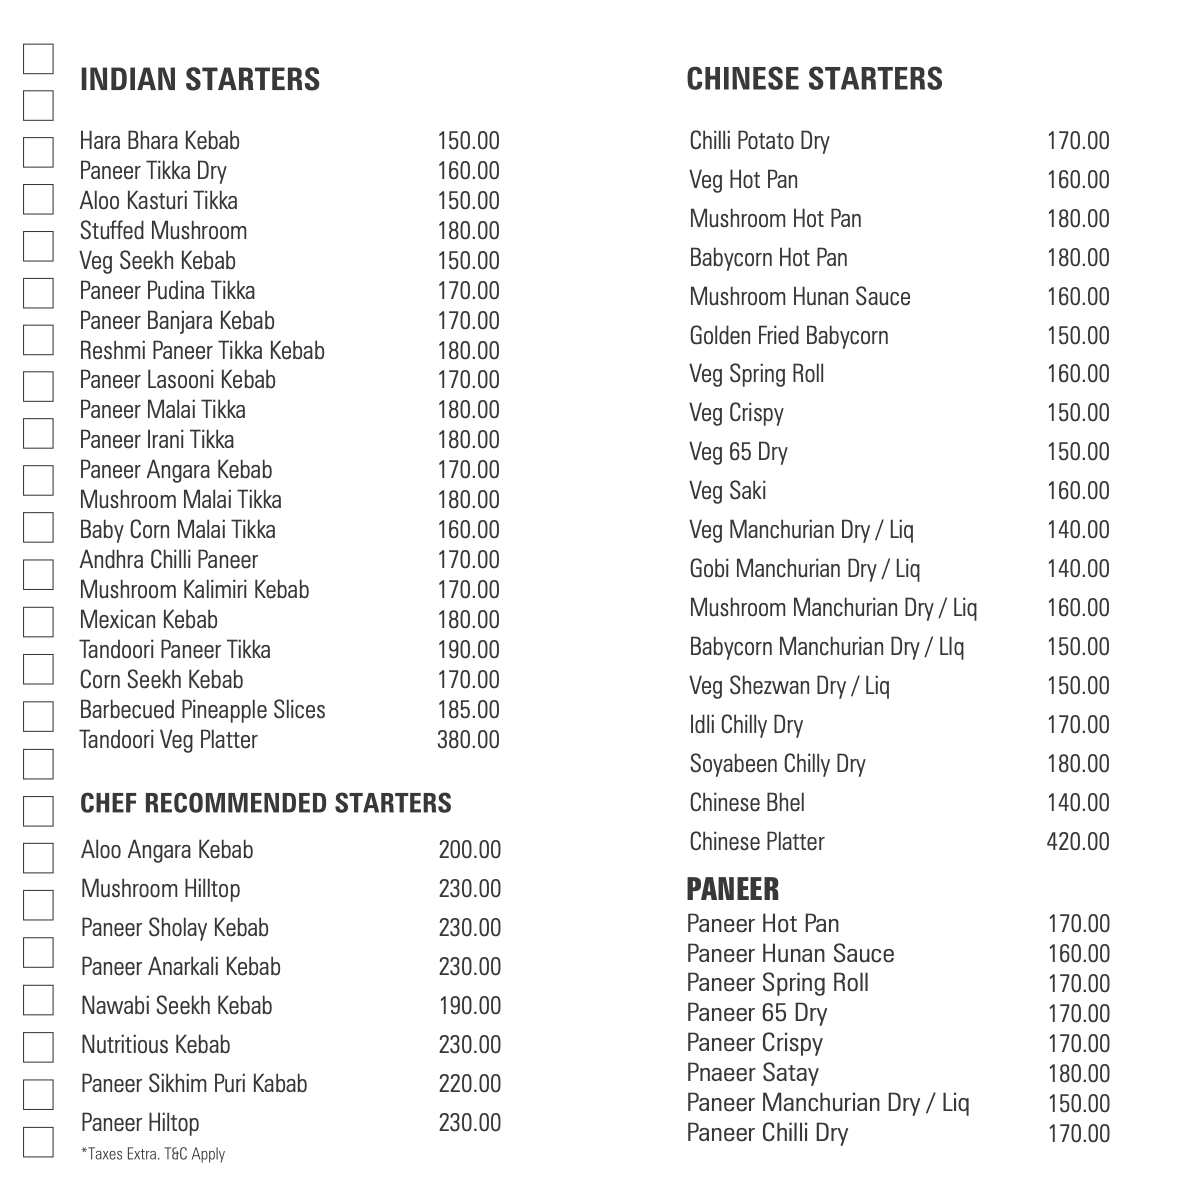 INDIAN STARTERS
Hara Bhara Kebab 150.00
Paneer Tikka Dry 160.00
Aloo Kasturi Tikka 150.00
Stuffed Mushroom 180.00
Veg Seekh Kebab 150.00
Paneer Pudina Tikka 170.00
Paneer Banjara Kebab 170.00
Reshmi Paneer Tikka Kebab 180.00
Paneer Lasooni Kebab 170.00
Paneer Malai Tikka 180.00
Paneer Irani Tikka 180.00
Paneer Angara Kebab 170.00
Mushroom Malai Tikka 180.00
Baby Corn Malai Tikka 160.00
Andhra Chilli Paneer 170.00
Mushroom Kalimiri Kebab 170.00
Mexican Kebab 180.00
Tandoori Paneer Tikka 190.00
Corn Seekh Kebab 170.00
Barbecued Pineapple Slices 185.00
Tandoori Veg Platter 380.00
CHEF RECOMMENDED STARTERS
Aloo Angara Kebab 200.00
Mushroom Hilltop 230.00
Paneer Sholay Kebab 230.00
Paneer Anarkali Kebab 230.00
Nawabi Seekh Kebab 190.00
Nutritious Kebab 230.00
Paneer Sikhim Puri Kabab 220.00
Paneer Hiltop 230.00
*Taxes Extra. T&C Apply
CHINESE STARTERS
Chilli Potato Dry 170.00
Veg Hot Pan 160.00
Mushroom Hot Pan 180.00
Babycorn Hot Pan 180.00
Mushroom Hunan Sauce 160.00
Golden Fried Babycorn 150.00
Veg Spring Roll 160.00
Veg Crispy 150.00
Veg 65 Dry 150.00
Veg Saki 160.00
Veg Manchurian Dry / Liq 140.00
Gobi Manchurian Dry / Liq 140.00
Mushroom Manchurian Dry / Liq 160.00
Babycorn Manchurian Dry / LIq 150.00
Veg Shezwan Dry / Liq 150.00
Idli Chilly Dry 170.00
Soyabeen Chilly Dry 180.00
Chinese Bhel 140.00
Chinese Platter 420.00
PANEER
Paneer Hot Pan 170.00
Paneer Hunan Sauce 160.00
Paneer Spring Roll 170.00
Paneer 65 Dry 170.00
Paneer Crispy 170.00
Pnaeer Satay 180.00
Paneer Manchurian Dry / Liq 150.00
Paneer Chilli Dry 170.00